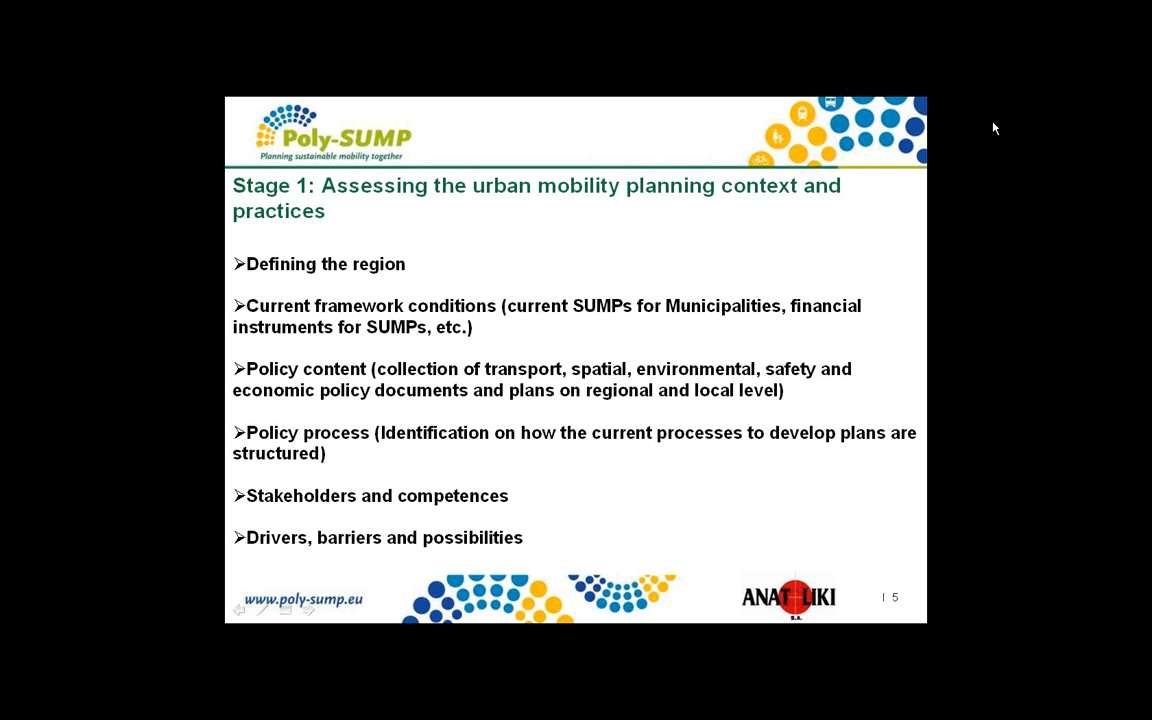 Poly-SUMP
Planning sustainable mobility together
Stage 1: Assessing the urban mobility planning context and
practices
➢Defining the region
➢Current framework conditions (current SUMPs for Municipalities, financial
instruments for SUMPs, etc.)
➢Policy content (collection of transport, spatial, environmental, safety and
economic policy documents and plans on regional and local level)
➢Policy process (Identification on how the current processes to develop plans are
structured)
➢Stakeholders and competences
➢Drivers, barriers and possibilities
www.poly-sump.eu
ANATOLIKI
S.A.
I 5